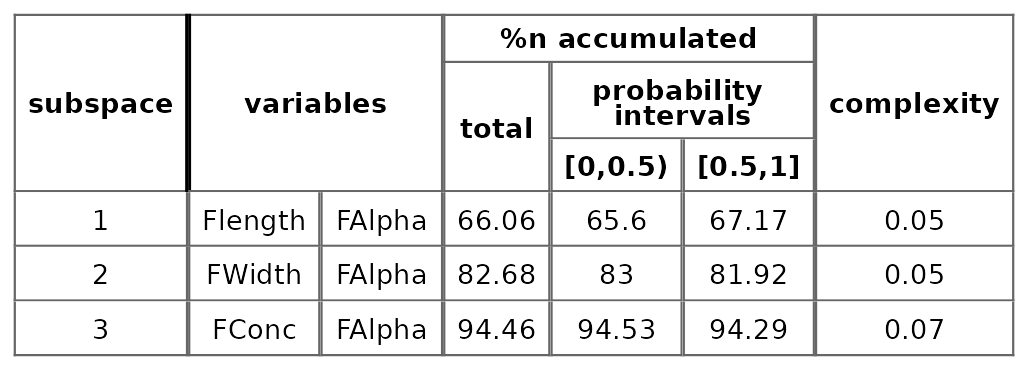 %n accumulated
subspace variables total probability intervals complexity
[0,0.5) [0.5,1]
1 Flength FAlpha 66.06 65.6 67.17 0.05
2 FWidth FAlpha 82.68 83 81.92 0.05
3 FConc FAlpha 94.46 94.53 94.29 0.07